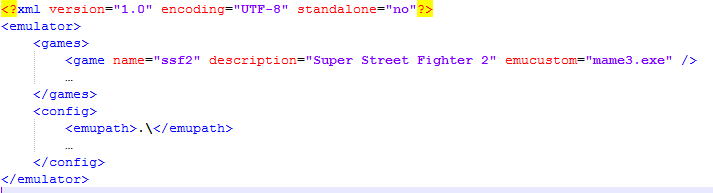 <?xml version="1.0" encoding="UTF-8" standalone="no"?>
<emulator>
<games>
<game name="ssf2" description="Super Street Fighter 2" emucustom="mame3.exe" />
…
</games>
<config>
<emupath>.\</emupath>
…
</config>
</emulator>